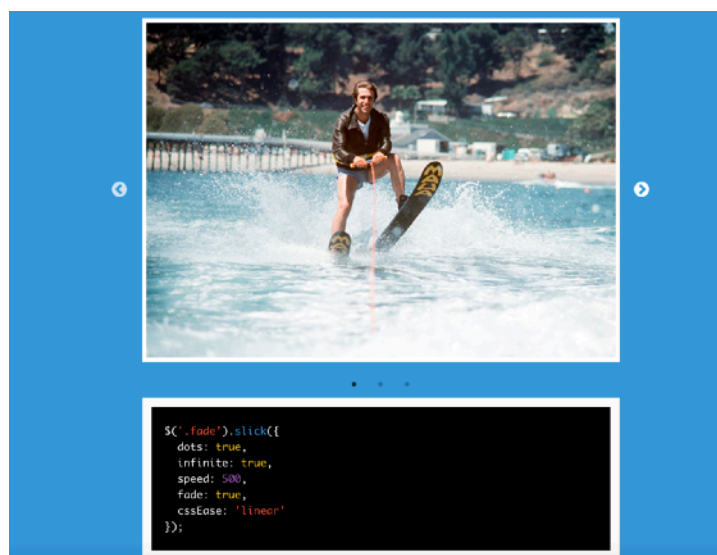 $('.fade').slick({
  dots: true,
  infinite: true,
  speed: 500,
  fade: true,
  cssEase: 'linear'
});